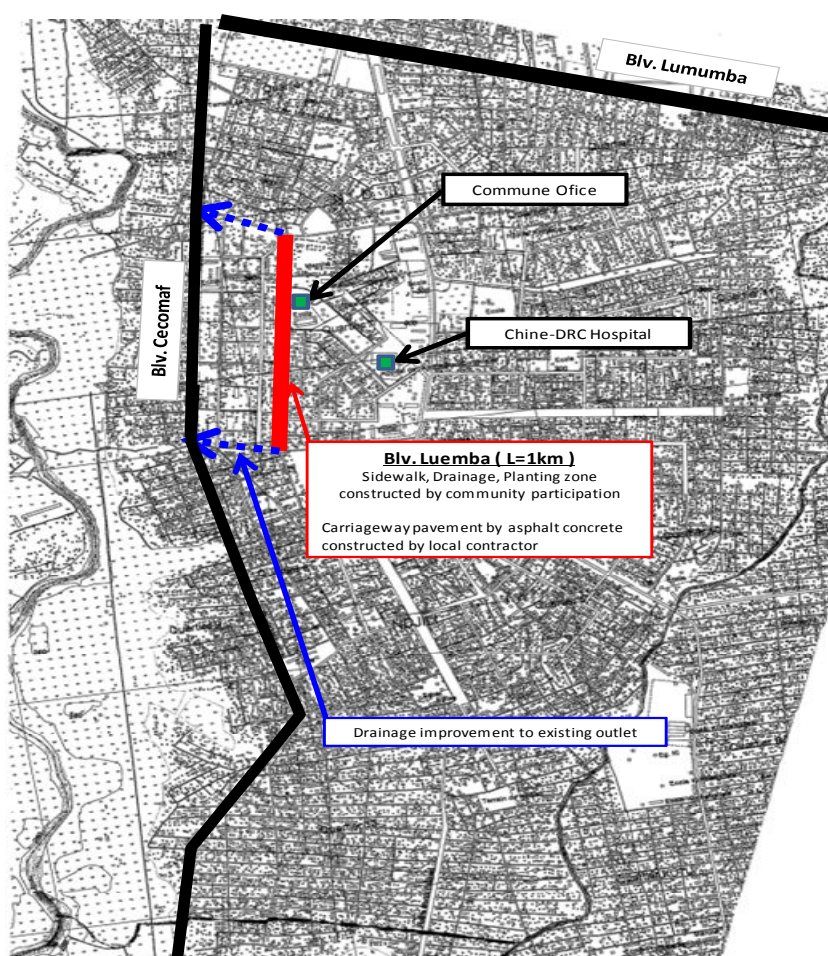 Blv. Lumumba
Commune Ofice
Blv. Cecomaf
Chine-DRC Hospital
Blv. Luemba ( L=1km )
Sidewalk, Drainage, Planting zone
constructed by community participation
Carriageway pavement by asphalt concrete
constructed by local contractor
Drainage improvement to existing outlet